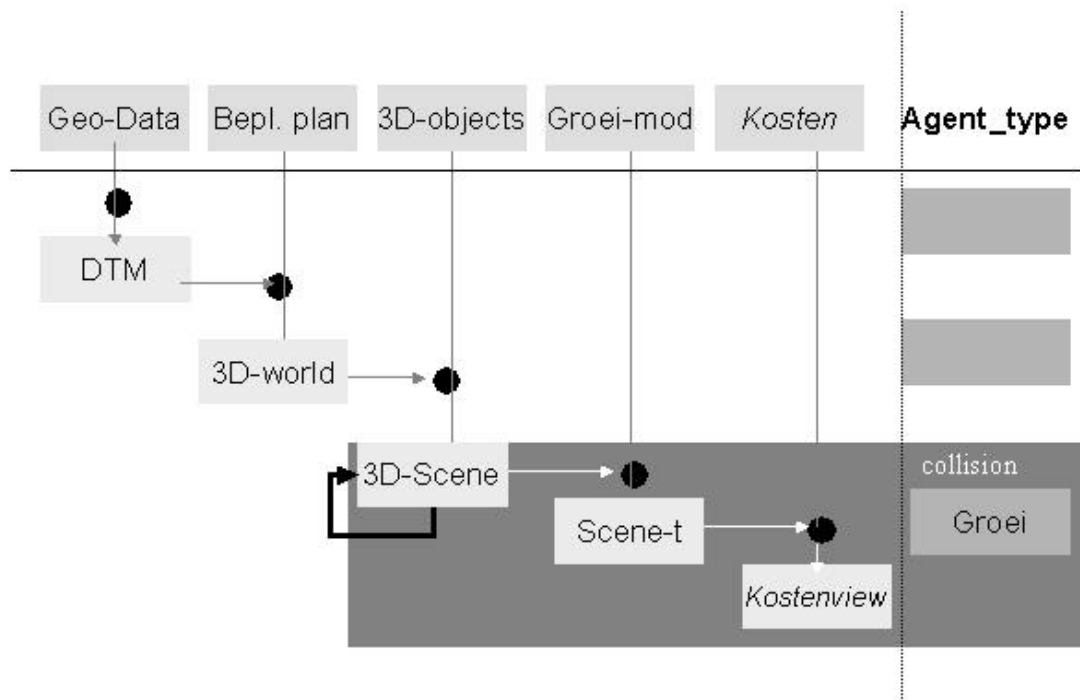 Geo-Data
Bepl. plan
3D-objects
Groei-mod
Kosten
Agent_type
DTM
3D-world
3D-Scene
collision
Scene-t
Groei
Kostenview